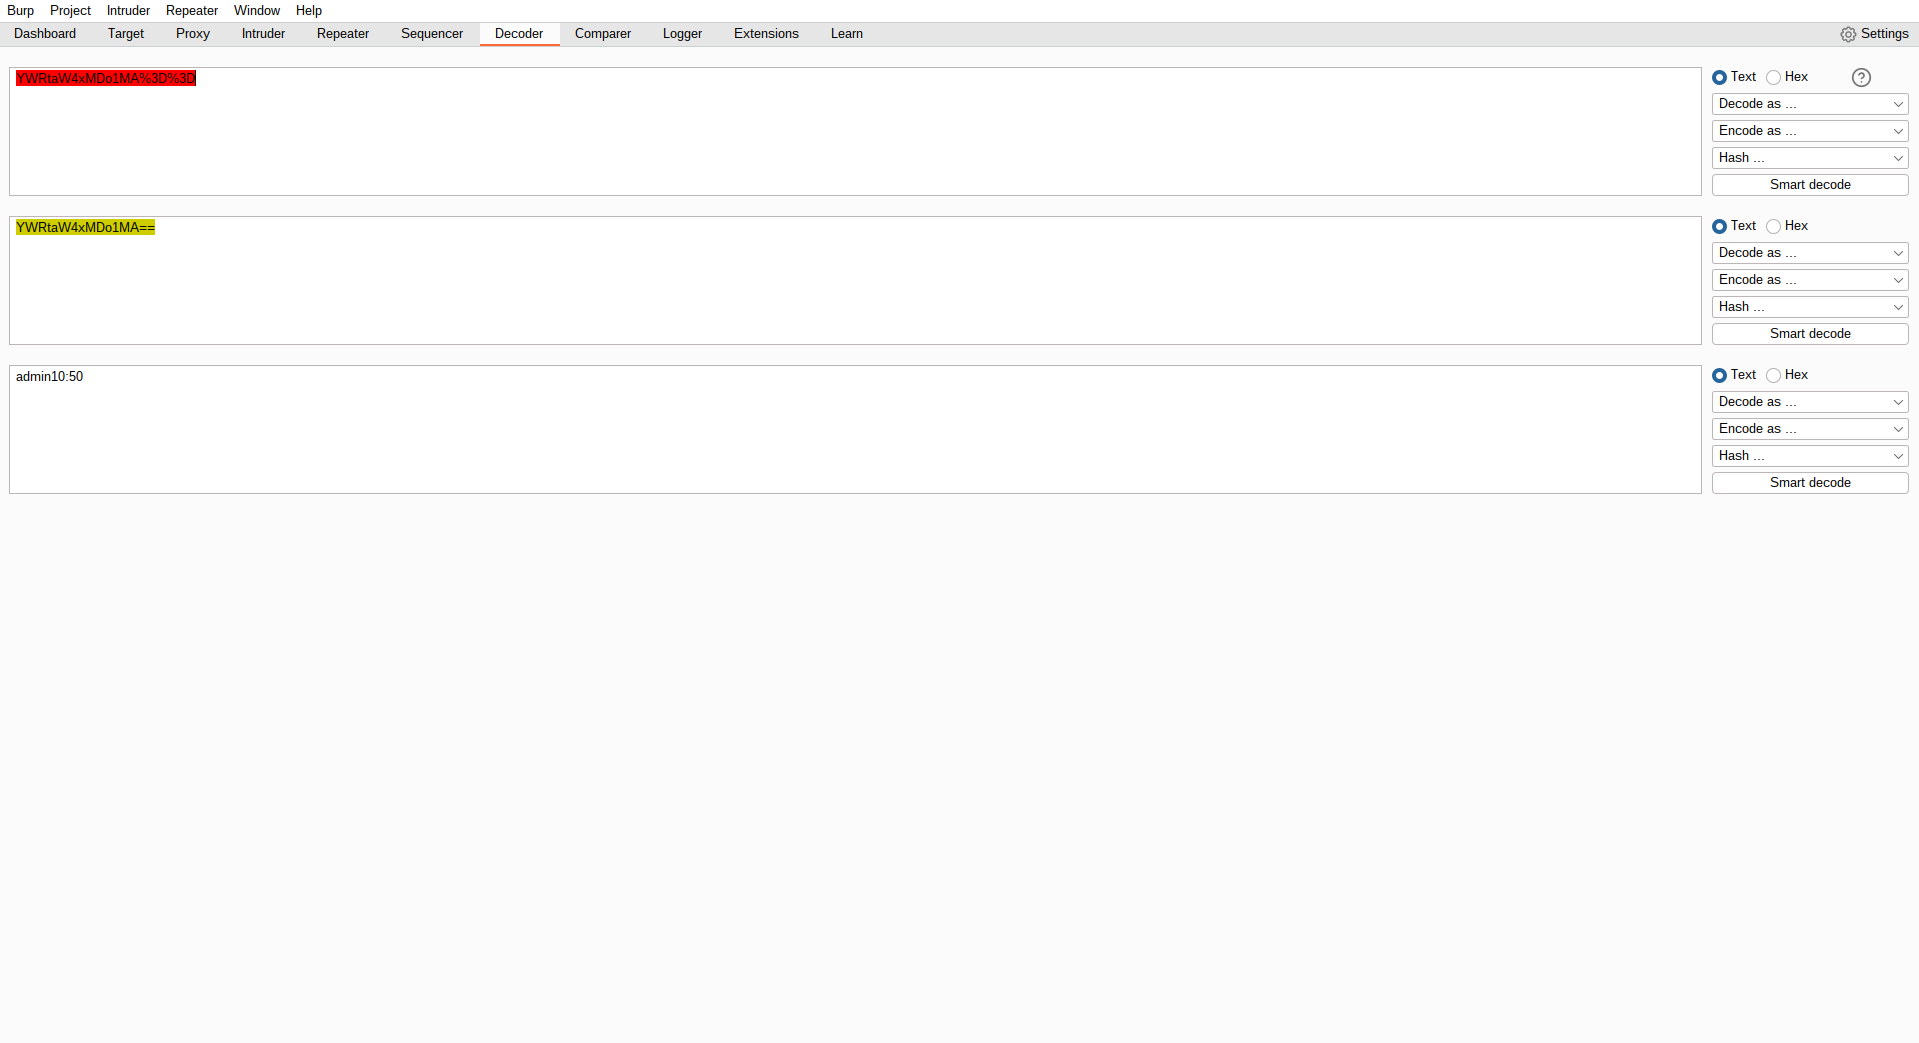 Burp Project Intruder Repeater Window Help
Dashboard Target Proxy Intruder Repeater Sequencer Decoder Comparer Logger Extensions Learn Settings
YWRtaW4xMDo1MA%3D%3D
Text Hex ?
Decode as ...
Encode as ...
Hash ...
Smart decode
YWRtaW4xMDo1MA==
Text Hex
Decode as ...
Encode as ...
Hash ...
Smart decode
admin10:50
Text Hex
Decode as ...
Encode as ...
Hash ...
Smart decode